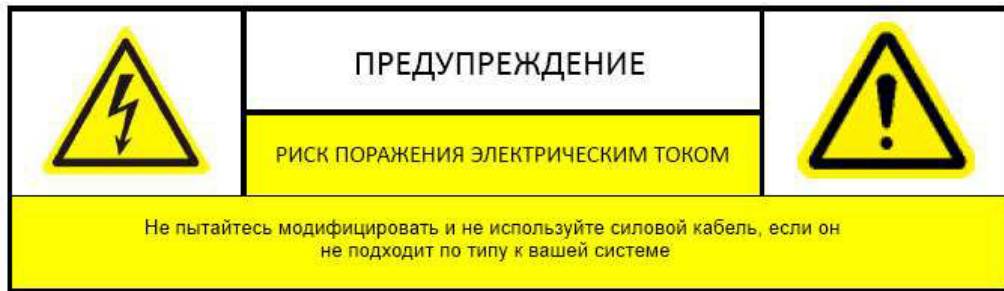 ПРЕДУПРЕЖДЕНИЕ
РИСК ПОРАЖЕНИЯ ЭЛЕКТРИЧЕСКИМ ТОКОМ
Не пытайтесь модифицировать и не используйте силовой кабель, если он
не подходит по типу к вашей системе